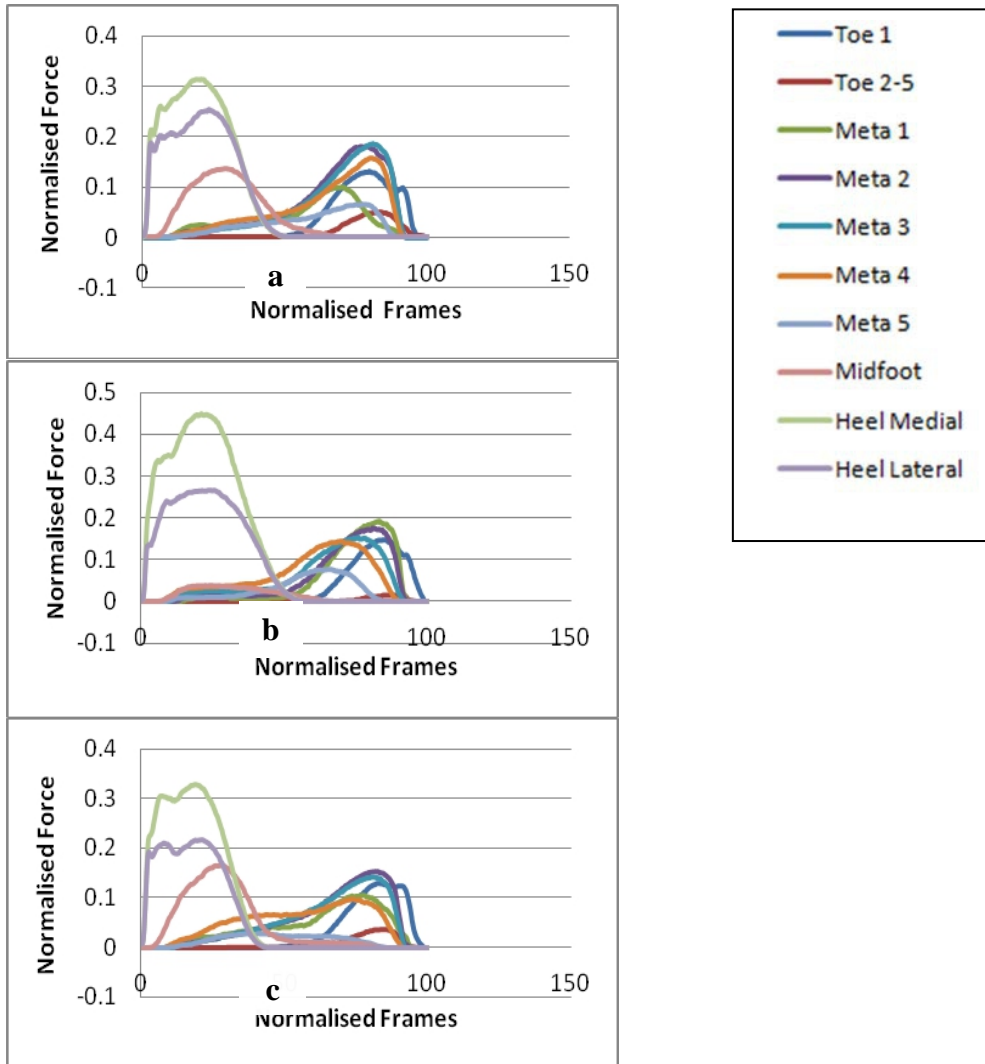 0.4
0.3
0.2
0.1
0
-0.1
Normalised Force
0 100 150
a
Normalised Frames
0.5
0.4
0.3
0.2
0.1
0
-0.1
Normalised Force
0 100 150
b
Normalised Frames
0.4
0.3
0.2
0.1
0
-0.1
Normalised Force
0 100 150
c
Normalised Frames
Toe 1
Toe 2-5
Meta 1
Meta 2
Meta 3
Meta 4
Meta 5
Midfoot
Heel Medial
Heel Lateral